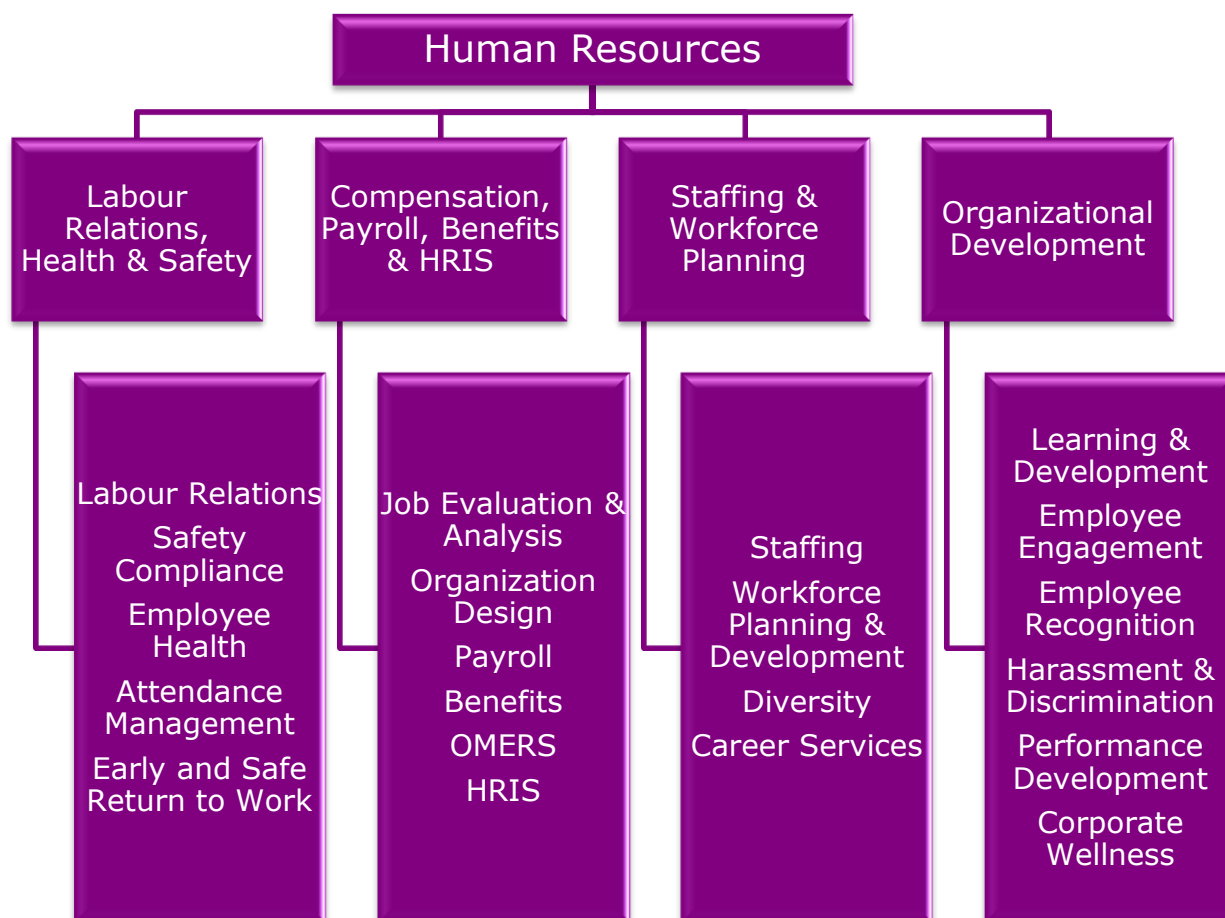 Human Resources
Labour
Relations,
Health & Safety
Compensation,
Payroll, Benefits
& HRIS
Staffing &
Workforce
Planning
Organizational
Development
Labour Relations
Safety
Compliance
Employee
Health
Attendance
Management
Early and Safe
Return to Work
Job Evaluation &
Analysis
Organization
Design
Payroll
Benefits
OMERS
HRIS
Staffing
Workforce
Planning &
Development
Diversity
Career Services
Learning &
Development
Employee
Engagement
Employee
Recognition
Harassment &
Discrimination
Performance
Development
Corporate
Wellness